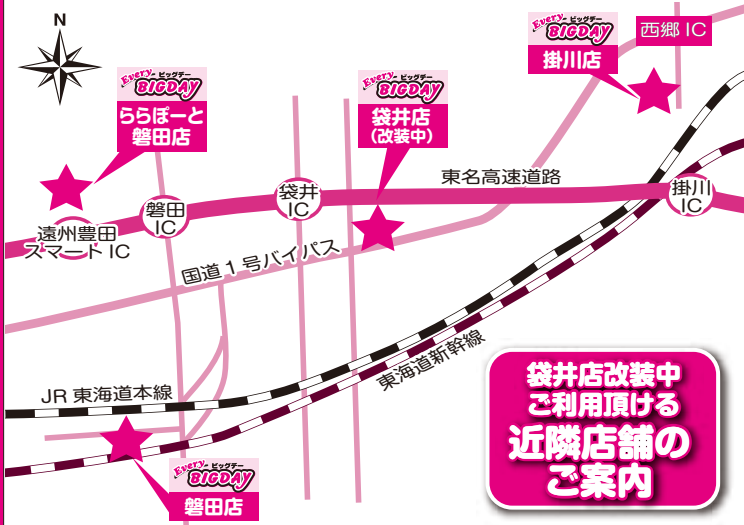 N
Every ビッグデー
BIGDAY
ららぽーと
磐田店
Every ビッグデー
BIGDAY
袋井店
(改装中)
Every ビッグデー
BIGDAY
掛川店
西郷 IC
東名高速道路
掛川
IC
袋井
IC
磐田
IC
遠州豊田
スマート IC
国道1号バイパス
東海道新幹線
JR 東海道本線
Every ビッグデー
BIGDAY
磐田店
袋井店改装中
ご利用頂ける
近隣店舗の
ご案内